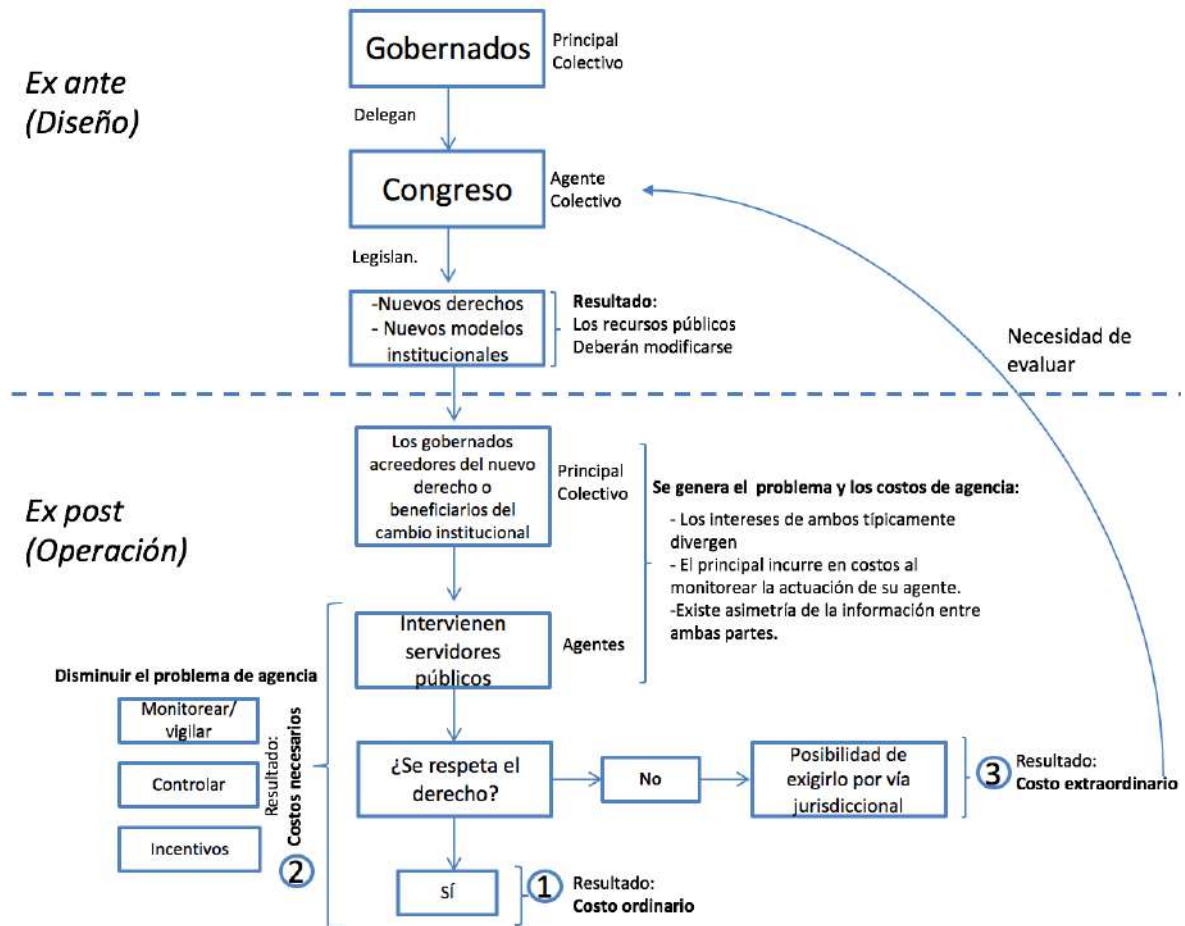 Ex ante
(Diseño)
Gobernados
Principal
Colectivo
Delegan
Congreso
Agente
Colectivo
Legislan.
-Nuevos derechos
- Nuevos modelos
institucionales
Resultado:
Los recursos públicos
Deberán modificarse
Necesidad de
evaluar
Ex post
(Operación)
Los gobernados
acreedores del nuevo
derecho o
beneficiarios del
cambio institucional
Principal
Colectivo
Se genera el problema y los costos de agencia:
- Los intereses de ambos típicamente
divergen
- El principal incurre en costos al
monitorear la actuación de su agente.
-Existe asimetría de la información entre
ambas partes.
Intervienen
servidores
públicos
Agentes
Disminuir el problema de agencia
Monitorear/
vigilar
Controlar
Incentivos
Resultado:
Costos necesarios
2
¿Se respeta el
derecho?
No
Posibilidad de
exigirlo por vía
jurisdiccional
3
Resultado:
Costo extraordinario
SÍ
1
Resultado:
Costo ordinario